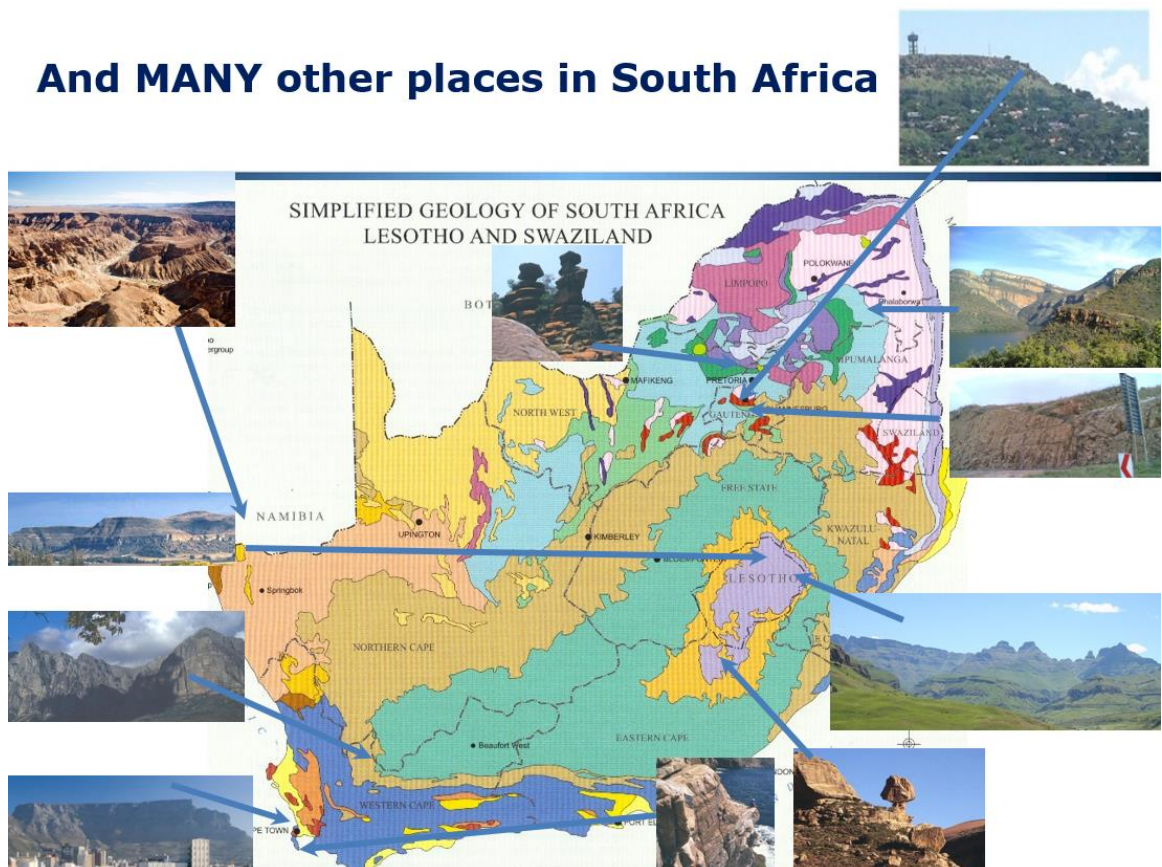 And MANY other places in South Africa
SIMPLIFIED GEOLOGY OF SOUTH AFRICA
LESOTHO AND SWAZILAND
POLOKWANE
LIMPOPO
Phalaborwa
MPUMALANGA
MAFIKENG
PRETORIA
NORTH WEST
GAUTENG
SWAZILAND
FREE STATE
NAMIBIA
UPINGTON
KIMBERLEY
KWAZULU-
NATAL
LESOTHO
Springbok
NORTHERN CAPE
Beaufort West
EASTERN CAPE
WESTERN CAPE
PE TOWN